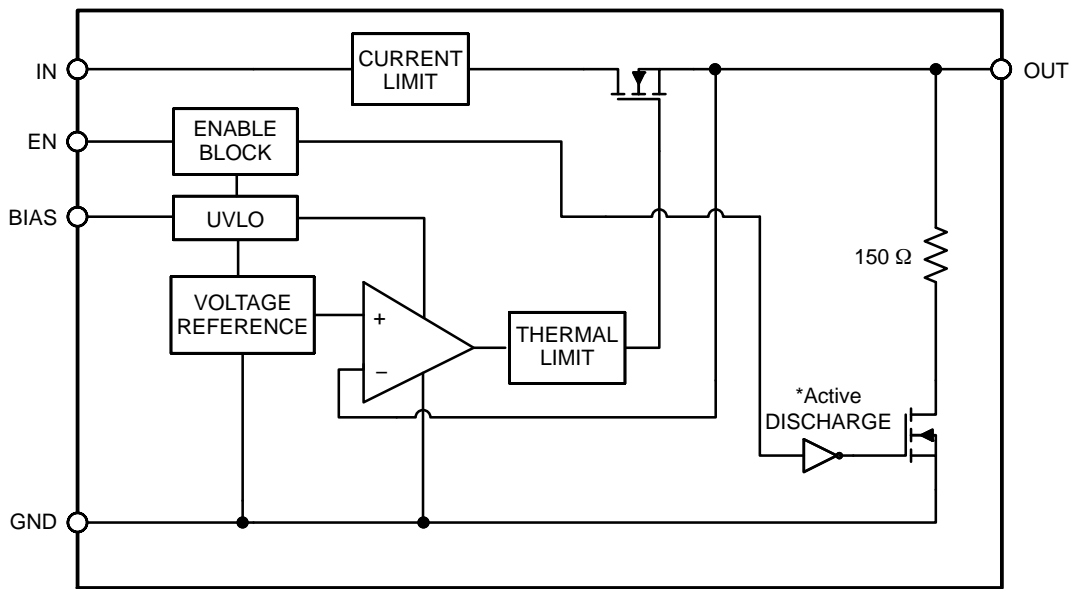 IN
CURRENT
LIMIT
OUT
EN
ENABLE
BLOCK
BIAS
UVLO
150 Ω
VOLTAGE
REFERENCE
+
−
THERMAL
LIMIT
*Active
DISCHARGE
GND